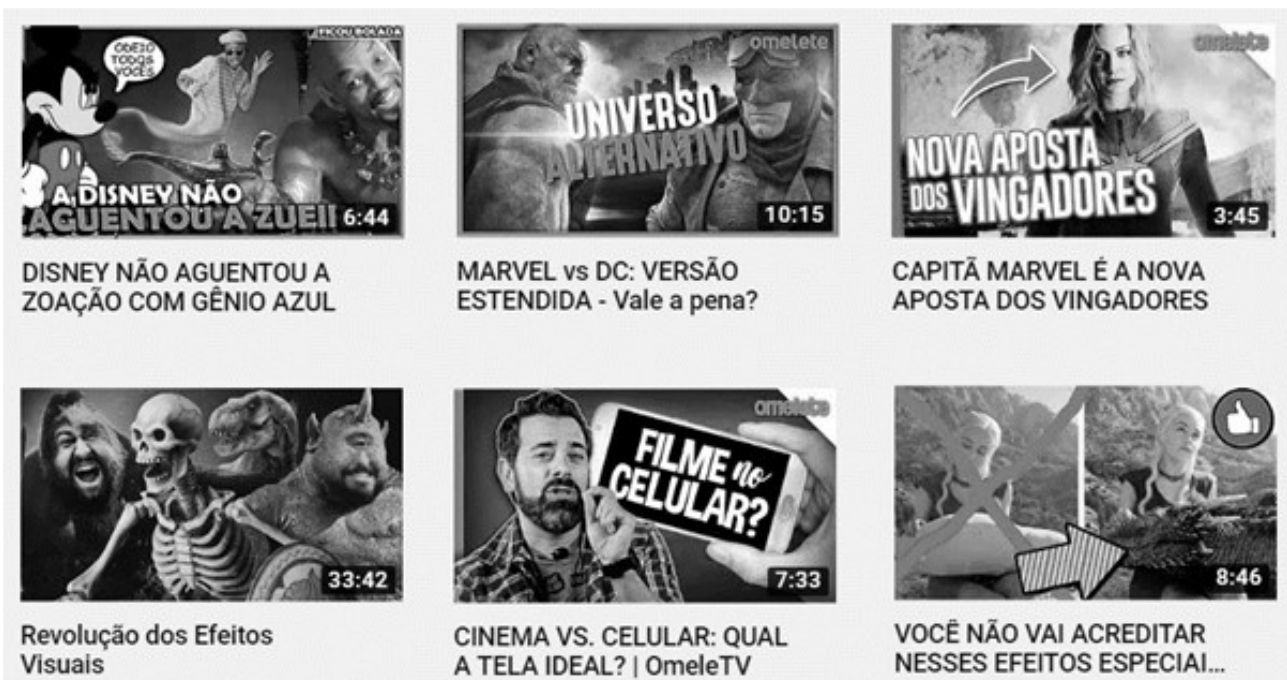 FICOU BOLADA
ODEIO
TODOS
VOCÊS
A DISNEY NÃO
AGUENTOU A ZUEII
6:44
DISNEY NÃO AGUENTOU A
ZOAÇÃO COM GÊNIO AZUL
omelete
UNIVERSO
ALTERNATIVO
10:15
MARVEL vs DC: VERSÃO
ESTENDIDA - Vale a pena?
omelete
NOVA APOSTA
DOS VINGADORES
3:45
CAPITÃ MARVEL É A NOVA
APOSTA DOS VINGADORES
33:42
Revolução dos Efeitos
Visuais
omelete
FILME no
CELULAR?
7:33
CINEMA VS. CELULAR: QUAL
A TELA IDEAL? | OmeleTV
8:46
VOCÊ NÃO VAI ACREDITAR
NESSES EFEITOS ESPECIAI...